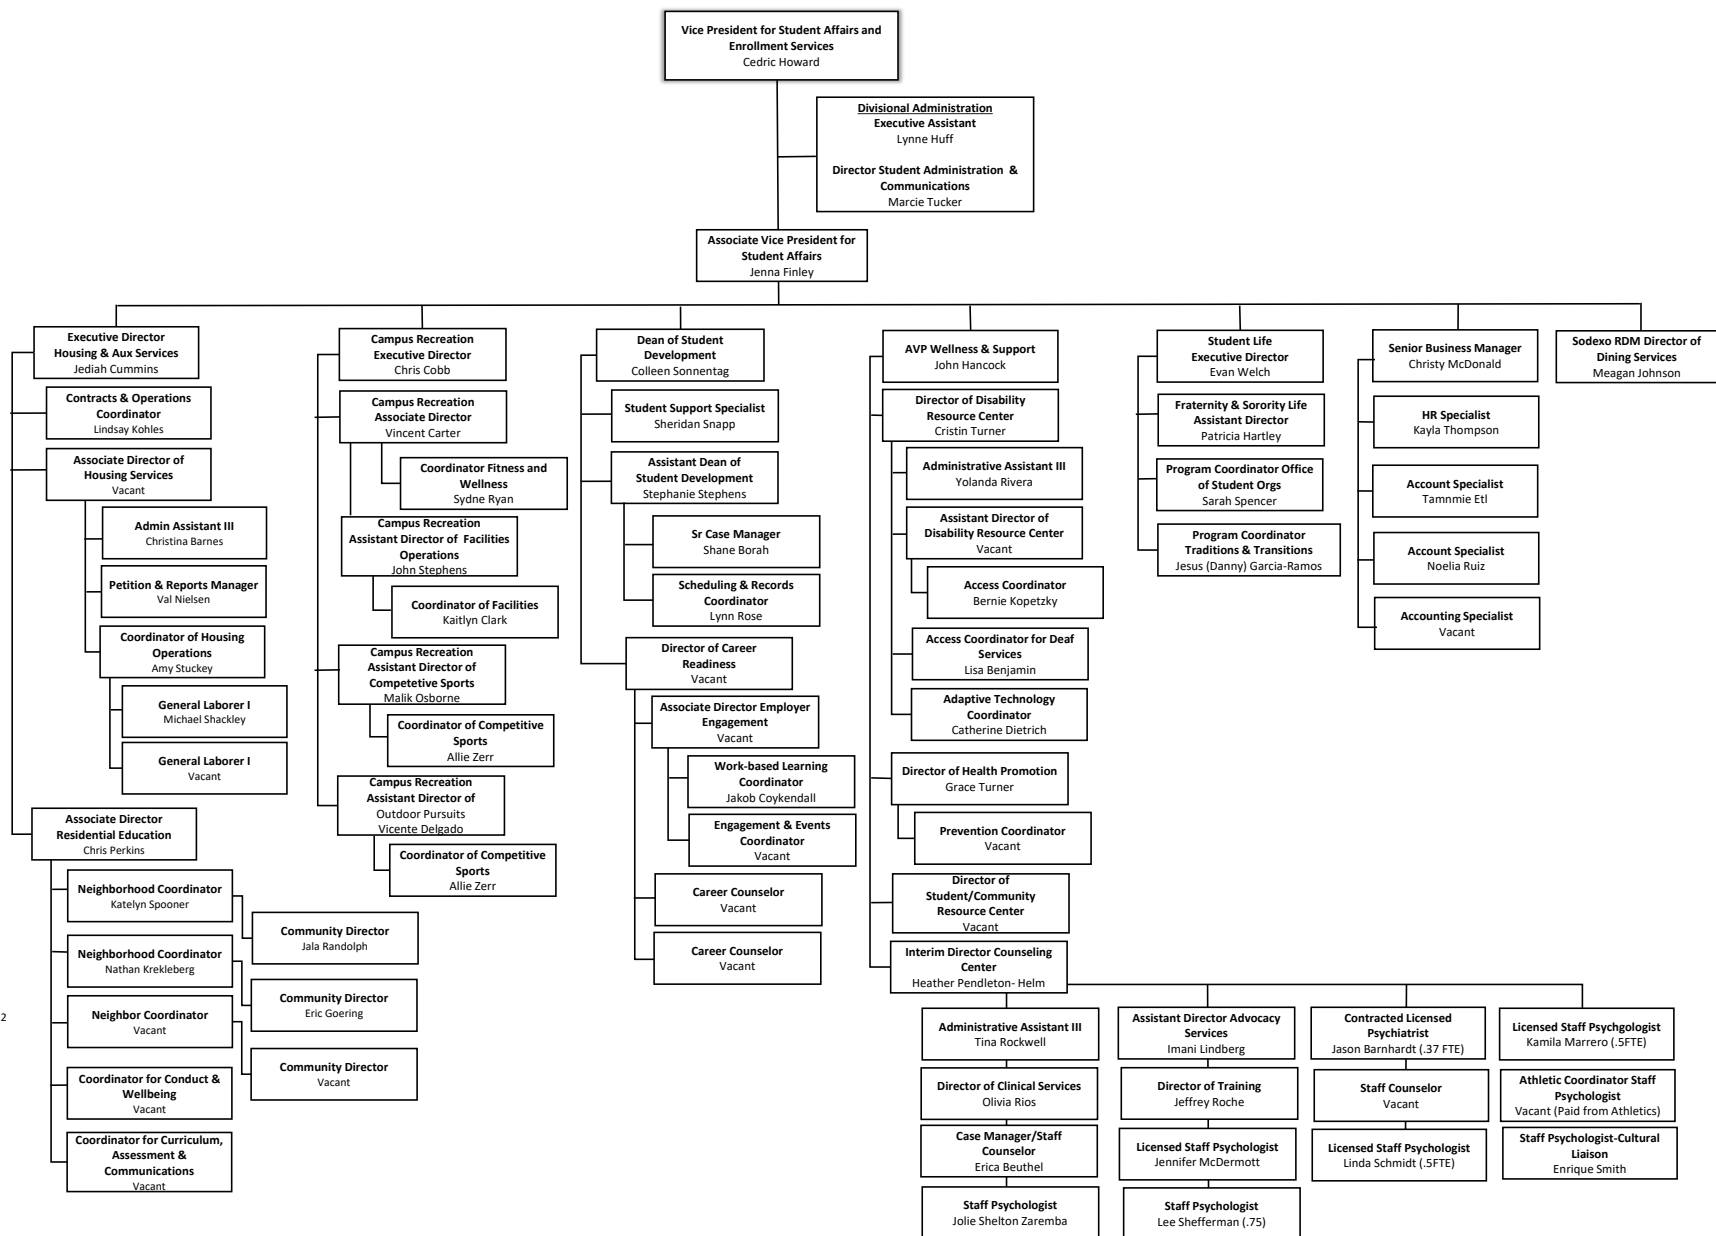 Vice President for Student Affairs and
Enrollment Services
Cedric Howard
Divisional Administration
Executive Assistant
Lynne Huff
Director Student Administration &
Communications
Marcie Tucker
Associate Vice President for
Student Affairs
Jenna Finley
Executive Director
Housing & Aux Services
Jediah Cummins
Contracts & Operations
Coordinator
Lindsay Kohles
Associate Director of
Housing Services
Vacant
Admin Assistant III
Christina Barnes
Petition & Reports Manager
Val Nielsen
Coordinator of Housing
Operations
Amy Stuckey
General Laborer I
Michael Shackley
General Laborer I
Vacant
Associate Director
Residential Education
Chris Perkins
Neighborhood Coordinator
Katelyn Spooner
Community Director
Jala Randolph
Neighborhood Coordinator
Nathan Krekleberg
Community Director
Eric Goering
2
Neighbor Coordinator
Vacant
Community Director
Vacant
Coordinator for Conduct &
Wellbeing
Vacant
Coordinator for Curriculum,
Assessment &
Communications
Vacant
Campus Recreation
Executive Director
Chris Cobb
Campus Recreation
Associate Director
Vincent Carter
Coordinator Fitness and
Wellness
Sydne Ryan
Campus Recreation
Assistant Director of Facilities
Operations
John Stephens
Coordinator of Facilities
Kaitlyn Clark
Campus Recreation
Assistant Director of
Competetive Sports
Malik Osborne
Coordinator of Competitive
Sports
Allie Zerr
Campus Recreation
Assistant Director of
Outdoor Pursuits
Vicente Delgado
Coordinator of Competitive
Sports
Allie Zerr
Dean of Student
Development
Colleen Sonnentag
Student Support Specialist
Sheridan Snapp
Assistant Dean of
Student Development
Stephanie Stephens
Sr Case Manager
Shane Borah
Scheduling & Records
Coordinator
Lynn Rose
Director of Career
Readiness
Vacant
Associate Director Employer
Engagement
Vacant
Work-based Learning
Coordinator
Jakob Coykendall
Engagement & Events
Coordinator
Vacant
Career Counselor
Vacant
Career Counselor
Vacant
AVP Wellness & Support
John Hancock
Director of Disability
Resource Center
Cristin Turner
Administrative Assistant III
Yolanda Rivera
Assistant Director of
Disability Resource Center
Vacant
Access Coordinator
Bernie Kopetzky
Access Coordinator for Deaf
Services
Lisa Benjamin
Adaptive Technology
Coordinator
Catherine Dietrich
Director of Health Promotion
Grace Turner
Prevention Coordinator
Vacant
Director of
Student/Community
Resource Center
Vacant
Interim Director Counseling
Center
Heather Pendleton- Helm
Administrative Assistant III
Tina Rockwell
Director of Clinical Services
Olivia Rios
Case Manager/Staff
Counselor
Erica Beuthel
Staff Psychologist
Jolie Shelton Zaremba
Assistant Director Advocacy
Services
Imani Lindberg
Director of Training
Jeffrey Roche
Licensed Staff Psychologist
Jennifer McDermott
Staff Psychologist
Lee Shefferman (.75)
Contracted Licensed
Psychiatrist
Jason Barnhardt (.37 FTE)
Staff Counselor
Vacant
Licensed Staff Psychologist
Linda Schmidt (.5FTE)
Licensed Staff Psychgologist
Kamila Marrero (.5FTE)
Athletic Coordinator Staff
Psychologist
Vacant (Paid from Athletics)
Staff Psychologist-Cultural
Liaison
Enrique Smith
Student Life
Executive Director
Evan Welch
Fraternity & Sorority Life
Assistant Director
Patricia Hartley
Program Coordinator Office
of Student Orgs
Sarah Spencer
Program Coordinator
Traditions & Transitions
Jesus (Danny) Garcia-Ramos
Senior Business Manager
Christy McDonald
HR Specialist
Kayla Thompson
Account Specialist
Tamnmie Etl
Account Specialist
Noelia Ruiz
Accounting Specialist
Vacant
Sodexo RDM Director of
Dining Services
Meagan Johnson